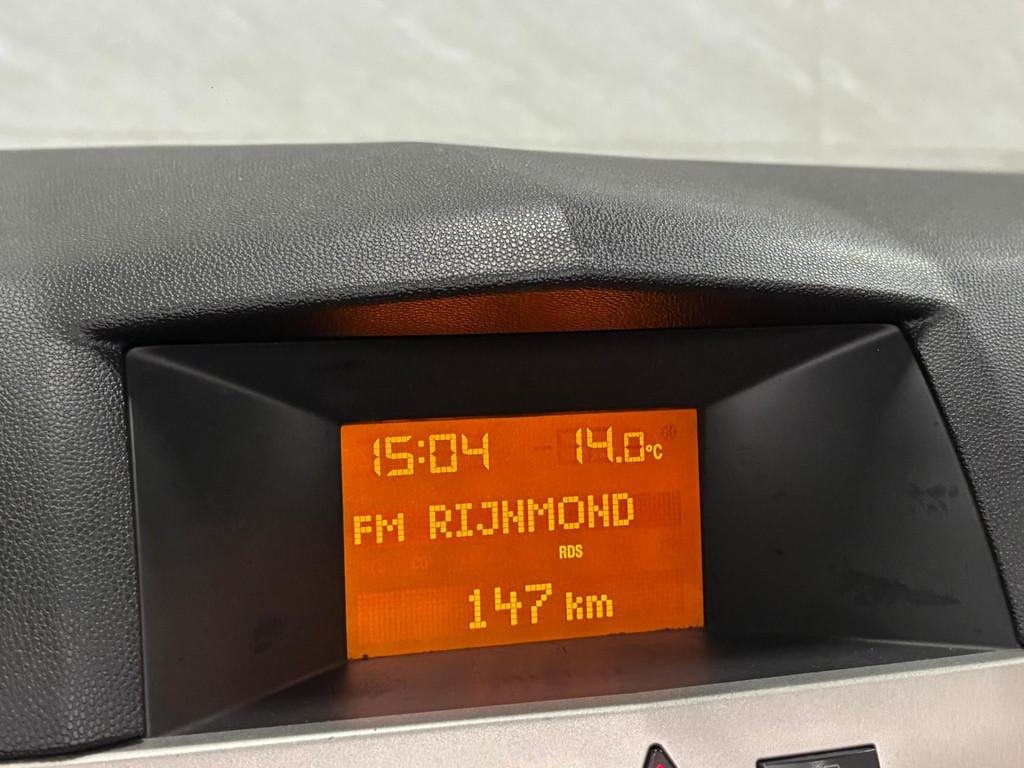 15:04 14.0°C
FM RIJNMOND
RDS
147 km